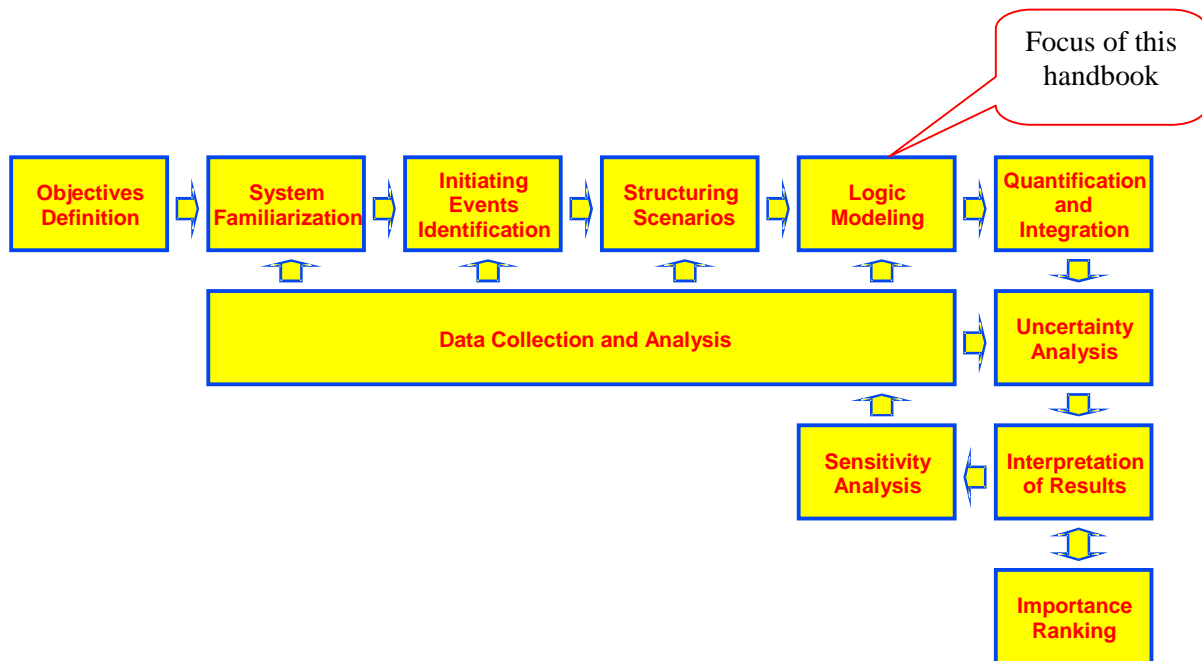 Focus of this
handbook
Objectives
Definition
System
Familiarization
Initiating
Events
Identification
Structuring
Scenarios
Logic
Modeling
Quantification
and
Integration
Data Collection and Analysis
Uncertainty
Analysis
Sensitivity
Analysis
Interpretation
of Results
Importance
Ranking